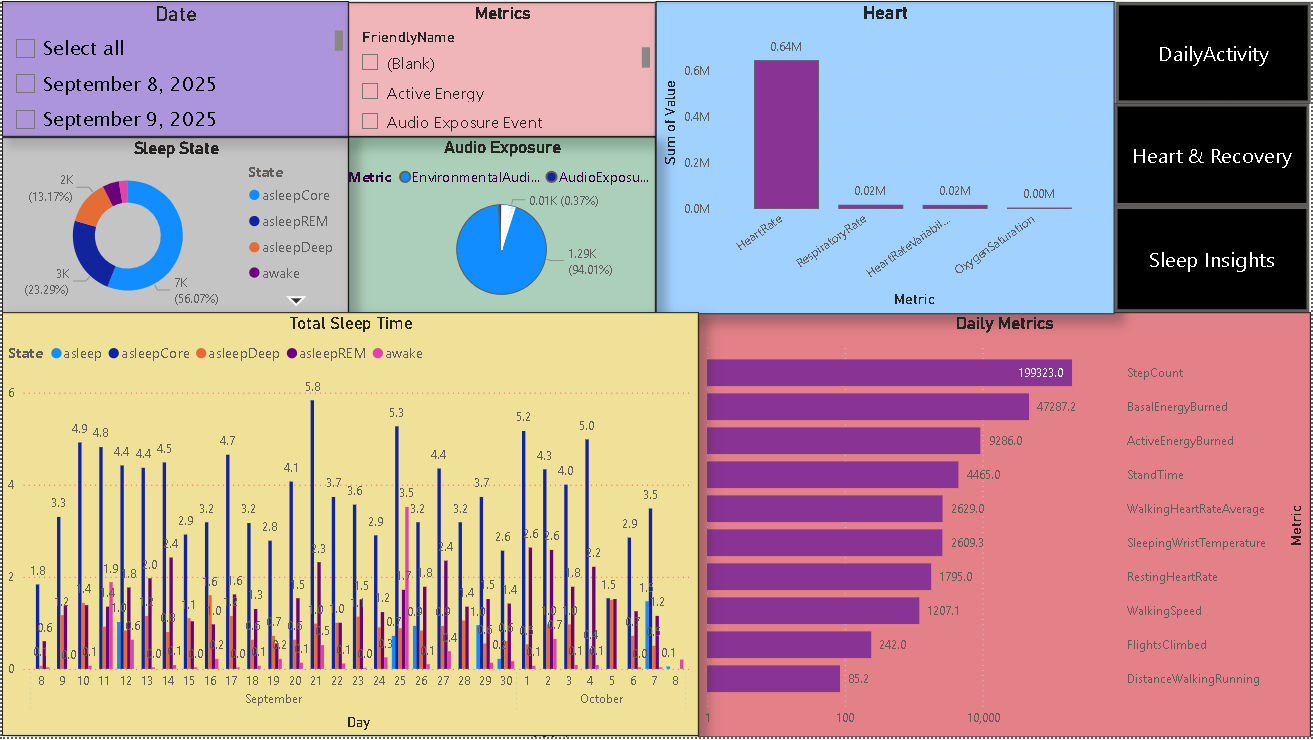 Date
Select all
September 8, 2025
September 9, 2025
Metrics
FriendlyName
(Blank)
Active Energy
Audio Exposure Event
Heart
Sum of Value
0.6M
0.4M
0.2M
0.0M
0.64M
0.02M
0.02M
0.00M
HeartRate
RespiratoryRate
HeartRateVariabil...
OxygenSaturation
Metric
DailyActivity
Heart & Recovery
Sleep Insights
Sleep State
2K
(13.17%)
3K
(23.29%)
7K
(56.07%)
State
asleepCore
asleepREM
asleepDeep
awake
Audio Exposure
Metric EnvironmentalAudi... AudioExposu...
0.01K (0.37%)
1.29K
(94.01%)
Total Sleep Time
State asleep asleepCore asleepDeep asleepREM awake
6
4
2
0
1.8
3.3
4.9
4.8
4.4
4.4
4.5
2.9
3.2
4.7
3.2
2.8
4.1
5.8
3.7
3.6
2.9
5.3
3.5
3.2
4.4
3.2
3.7
2.6
5.2
4.3
4.0
5.0
1.5
2.9
3.5
0.1
8 9 10 11 12 13 14 15 16 17 18 19 20 21 22 23 24 25 26 27 28 29 30 1 2 3 4 5 6 7 8
September October
Day
Daily Metrics
199323.0 StepCount
47287.2 BasalEnergyBurned
9286.0 ActiveEnergyBurned
4465.0 StandTime
2629.0 WalkingHeartRateAverage
2609.3 SleepingWristTemperature
1795.0 RestingHeartRate
1207.1 WalkingSpeed
242.0 FlightsClimbed
85.2 DistanceWalkingRunning
1 100 10,000
Metric